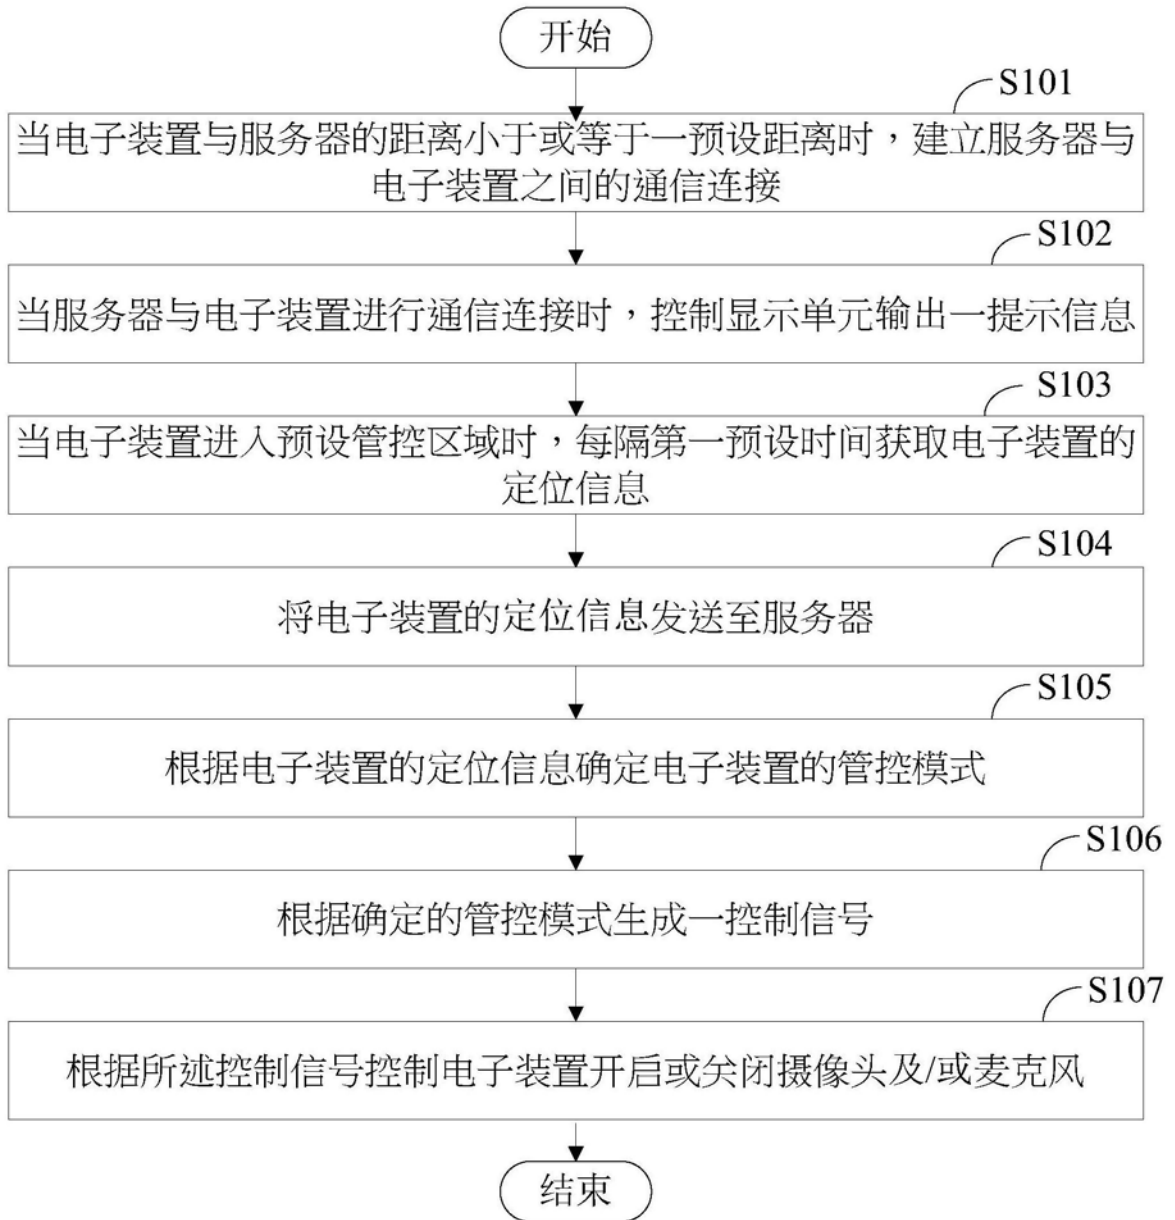 开始
S101
当电子装置与服务器的距离小于或等于一预设距离时，建立服务器与
电子装置之间的通信连接
S102
当服务器与电子装置进行通信连接时，控制显示单元输出一提示信息
S103
当电子装置进入预设管控区域时，每隔第一预设时间获取电子装置的
定位信息
S104
将电子装置的定位信息发送至服务器
S105
根据电子装置的定位信息确定电子装置的管控模式
S106
根据确定的管控模式生成一控制信号
S107
根据所述控制信号控制电子装置开启或关闭摄像头及/或麦克风
结束